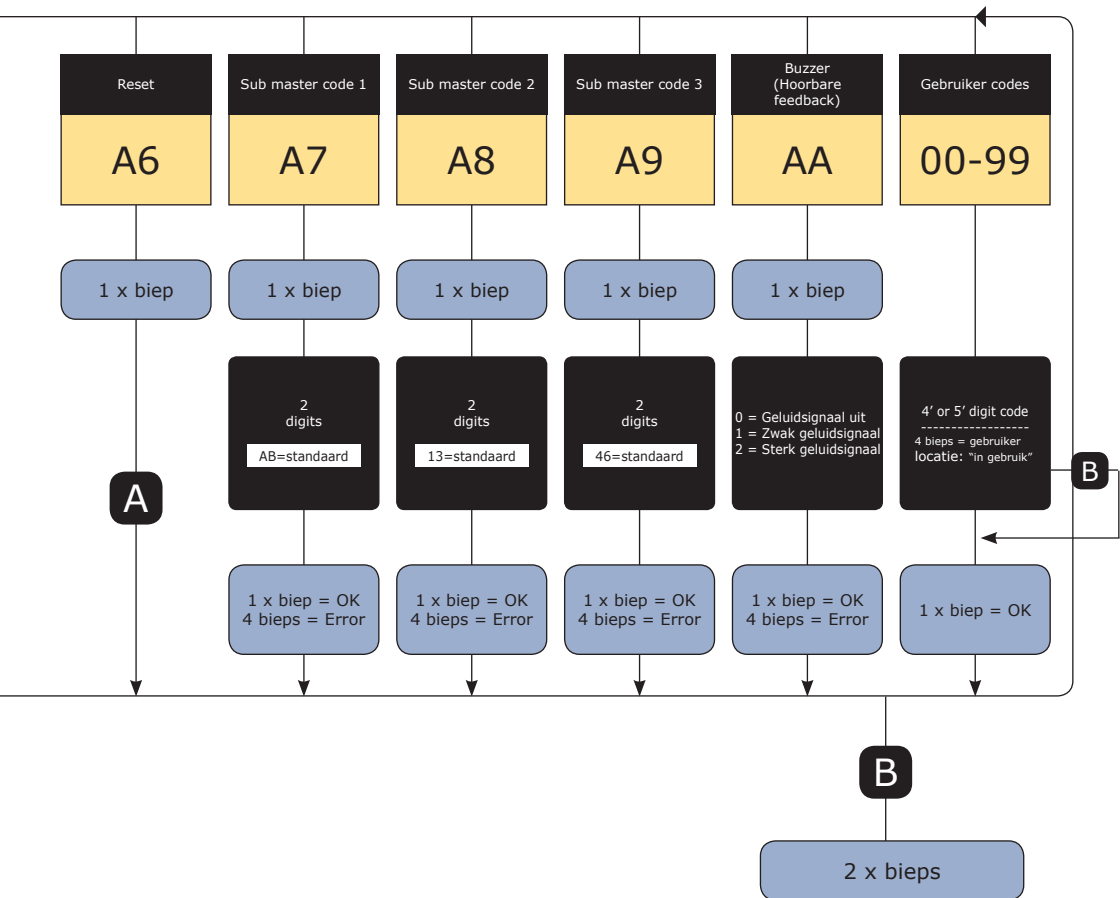 Reset
Sub master code 1
Sub master code 2
Sub master code 3
Buzzer
(Hoorbare
feedback)
Gebruiker codes
A6
A7
A8
A9
AA
00-99
1 x biep
1 x biep
1 x biep
1 x biep
1 x biep
2
digits
AB=standaard
2
digits
13=standaard
2
digits
46=standaard
0 = Geluidsignaal uit
1 = Zwak geluidsignaal
2 = Sterk geluidsignaal
4’ or 5’ digit code
------------------
4 bieps = gebruiker
locatie: “in gebruik”
B
A
1 x biep = OK
4 bieps = Error
1 x biep = OK
4 bieps = Error
1 x biep = OK
4 bieps = Error
1 x biep = OK
4 bieps = Error
1 x biep = OK
B
2 x bieps